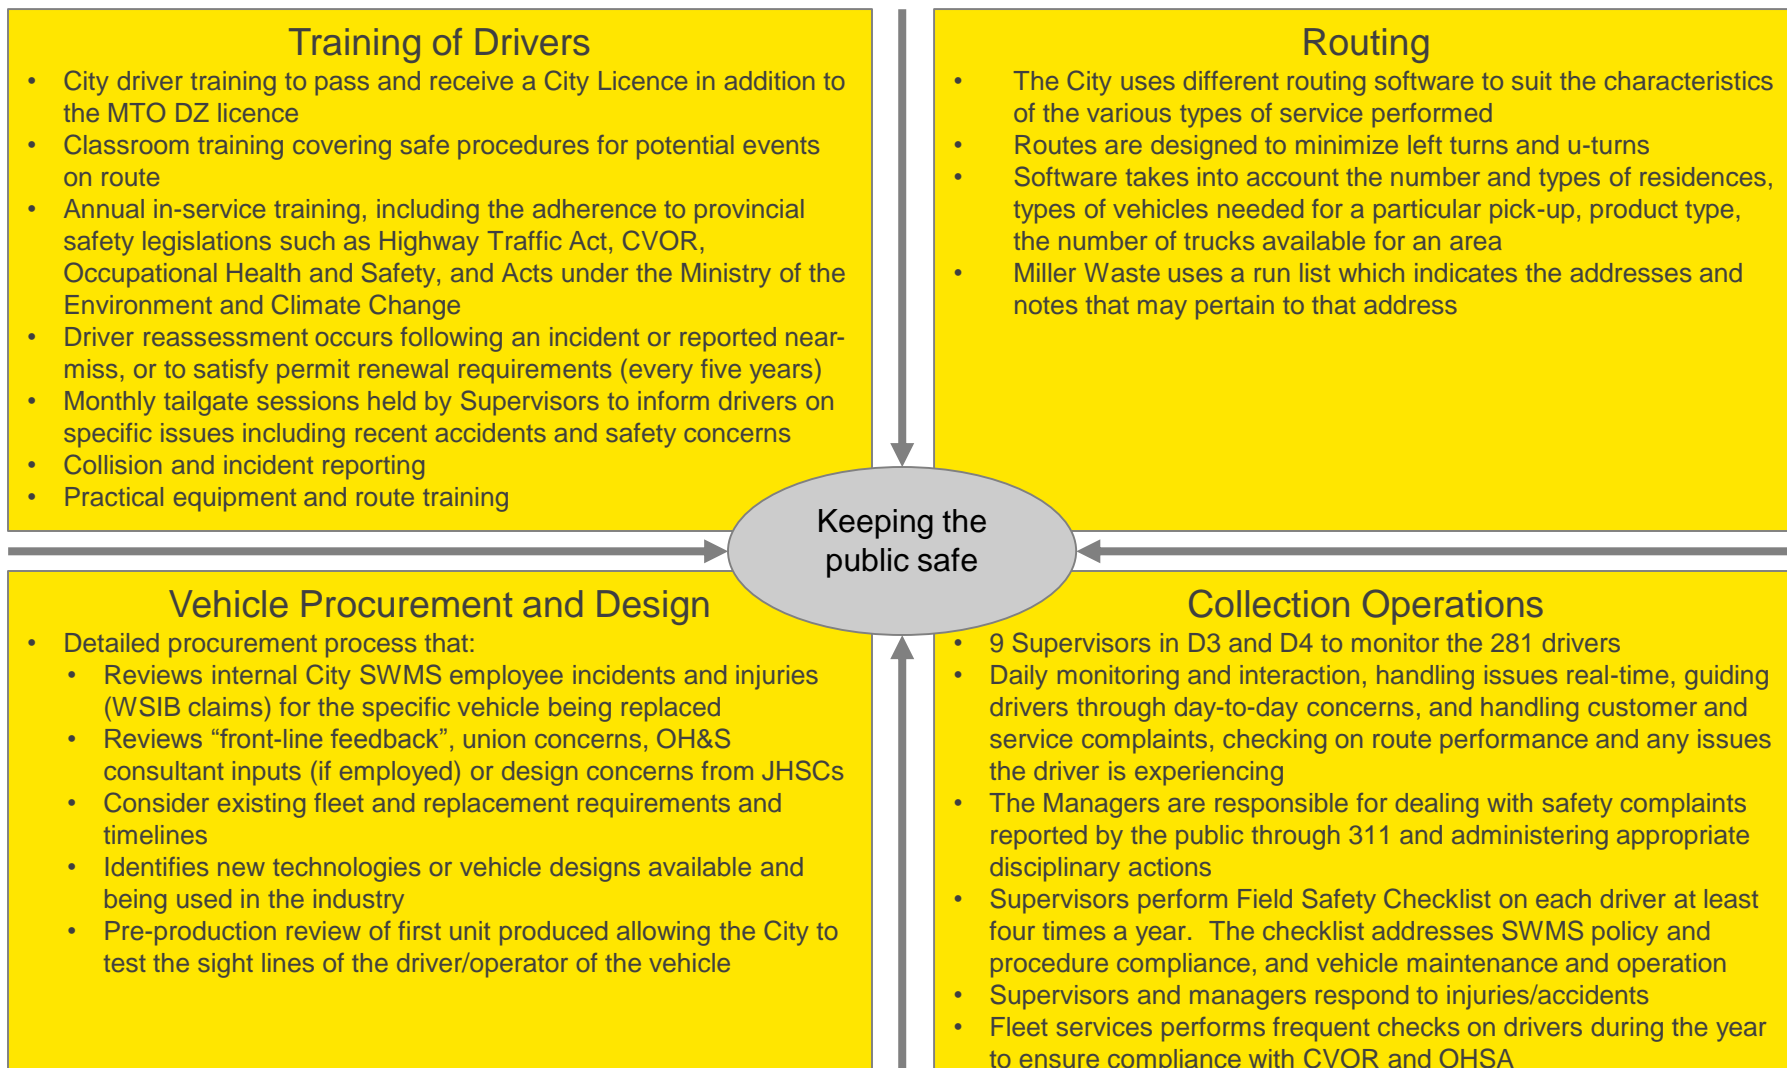 Training of Drivers
• City driver training to pass and receive a City Licence in addition to
the MTO DZ licence
• Classroom training covering safe procedures for potential events
on route
• Annual in-service training, including the adherence to provincial
safety legislations such as Highway Traffic Act, CVOR,
Occupational Health and Safety, and Acts under the Ministry of the
Environment and Climate Change
• Driver reassessment occurs following an incident or reported near-
miss, or to satisfy permit renewal requirements (every five years)
• Monthly tailgate sessions held by Supervisors to inform drivers on
specific issues including recent accidents and safety concerns
• Collision and incident reporting
• Practical equipment and route training
Routing
• The City uses different routing software to suit the characteristics
of the various types of service performed
• Routes are designed to minimize left turns and u-turns
• Software takes into account the number and types of residences,
types of vehicles needed for a particular pick-up, product type,
the number of trucks available for an area
• Miller Waste uses a run list which indicates the addresses and
notes that may pertain to that address
Keeping the
public safe
Vehicle Procurement and Design
• Detailed procurement process that:
• Reviews internal City SWMS employee incidents and injuries
(WSIB claims) for the specific vehicle being replaced
• Reviews “front-line feedback”, union concerns, OH&S
consultant inputs (if employed) or design concerns from JHSCs
• Consider existing fleet and replacement requirements and
timelines
• Identifies new technologies or vehicle designs available and
being used in the industry
• Pre-production review of first unit produced allowing the City to
test the sight lines of the driver/operator of the vehicle
Collection Operations
• 9 Supervisors in D3 and D4 to monitor the 281 drivers
• Daily monitoring and interaction, handling issues real-time, guiding
drivers through day-to-day concerns, and handling customer and
service complaints, checking on route performance and any issues
the driver is experiencing
• The Managers are responsible for dealing with safety complaints
reported by the public through 311 and administering appropriate
disciplinary actions
• Supervisors perform Field Safety Checklist on each driver at least
four times a year.  The checklist addresses SWMS policy and
procedure compliance, and vehicle maintenance and operation
• Supervisors and managers respond to injuries/accidents
• Fleet services performs frequent checks on drivers during the year
to ensure compliance with CVOR and OHSA